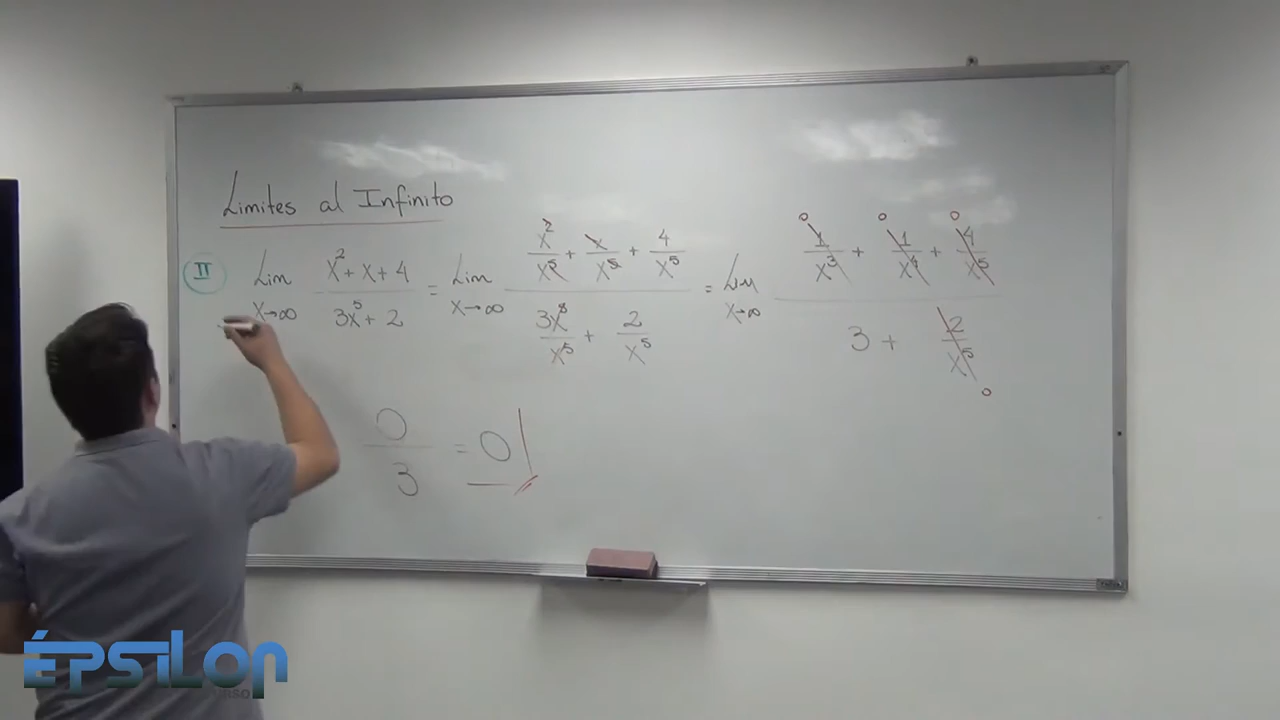 Limites al Infinito
II Lim x→∞ (x² + x + 4)/(3x⁵ + 2) = Lim x→∞ (x²/x⁵ + x/x⁵ + 4/x⁵)/(3x⁵/x⁵ + 2/x⁵) = Lim x→∞ (1/x³ + 1/x⁴ + 4/x⁵)/(3 + 2/x⁵)
0 0 0 0
0/3 = 0
ÉPSILON